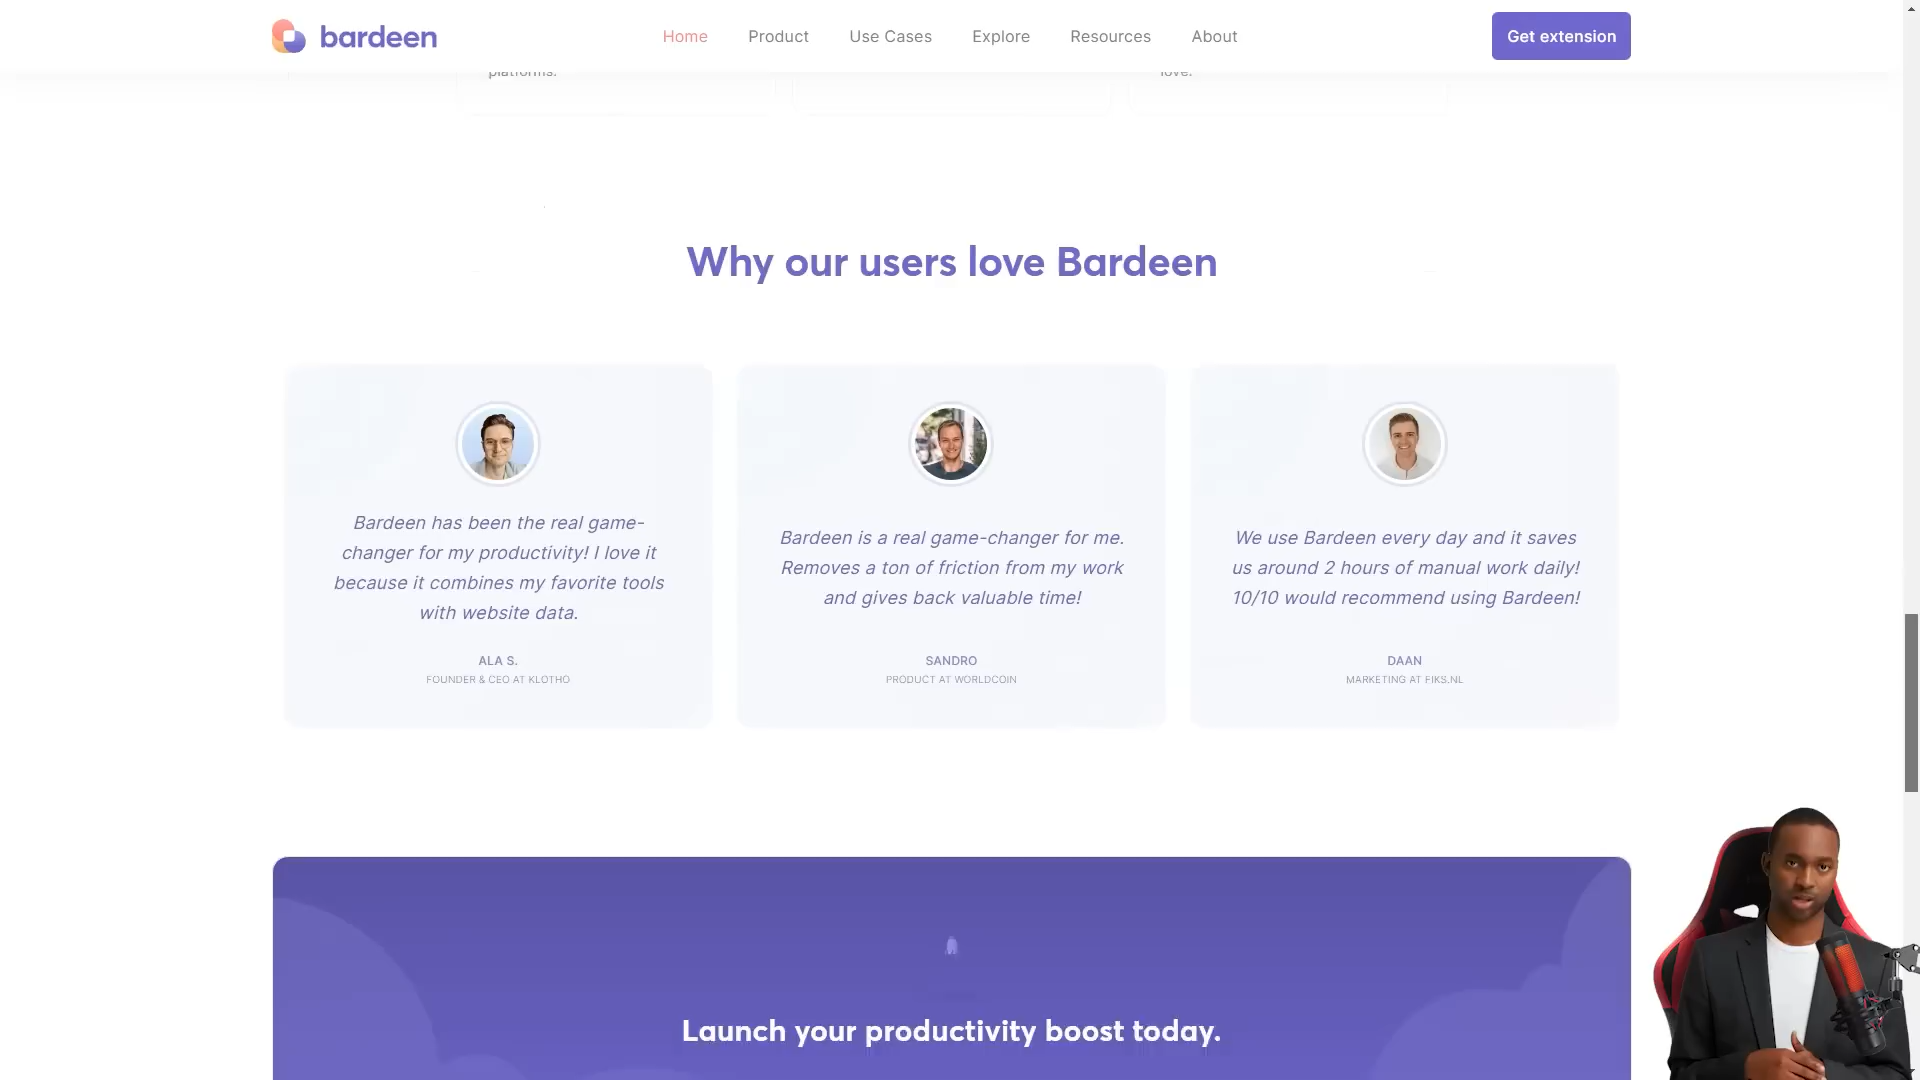 bardeen
Home
Product
Use Cases
Explore
Resources
About
Get extension
platforms.
love.
Why our users love Bardeen
Bardeen has been the real game-
changer for my productivity! I love it
because it combines my favorite tools
with website data.
ALA S.
FOUNDER & CEO AT KLOTHO
Bardeen is a real game-changer for me.
Removes a ton of friction from my work
and gives back valuable time!
SANDRO
PRODUCT AT WORLDCOIN
We use Bardeen every day and it saves
us around 2 hours of manual work daily!
10/10 would recommend using Bardeen!
DAAN
MARKETING AT FIKS.NL
Launch your productivity boost today.